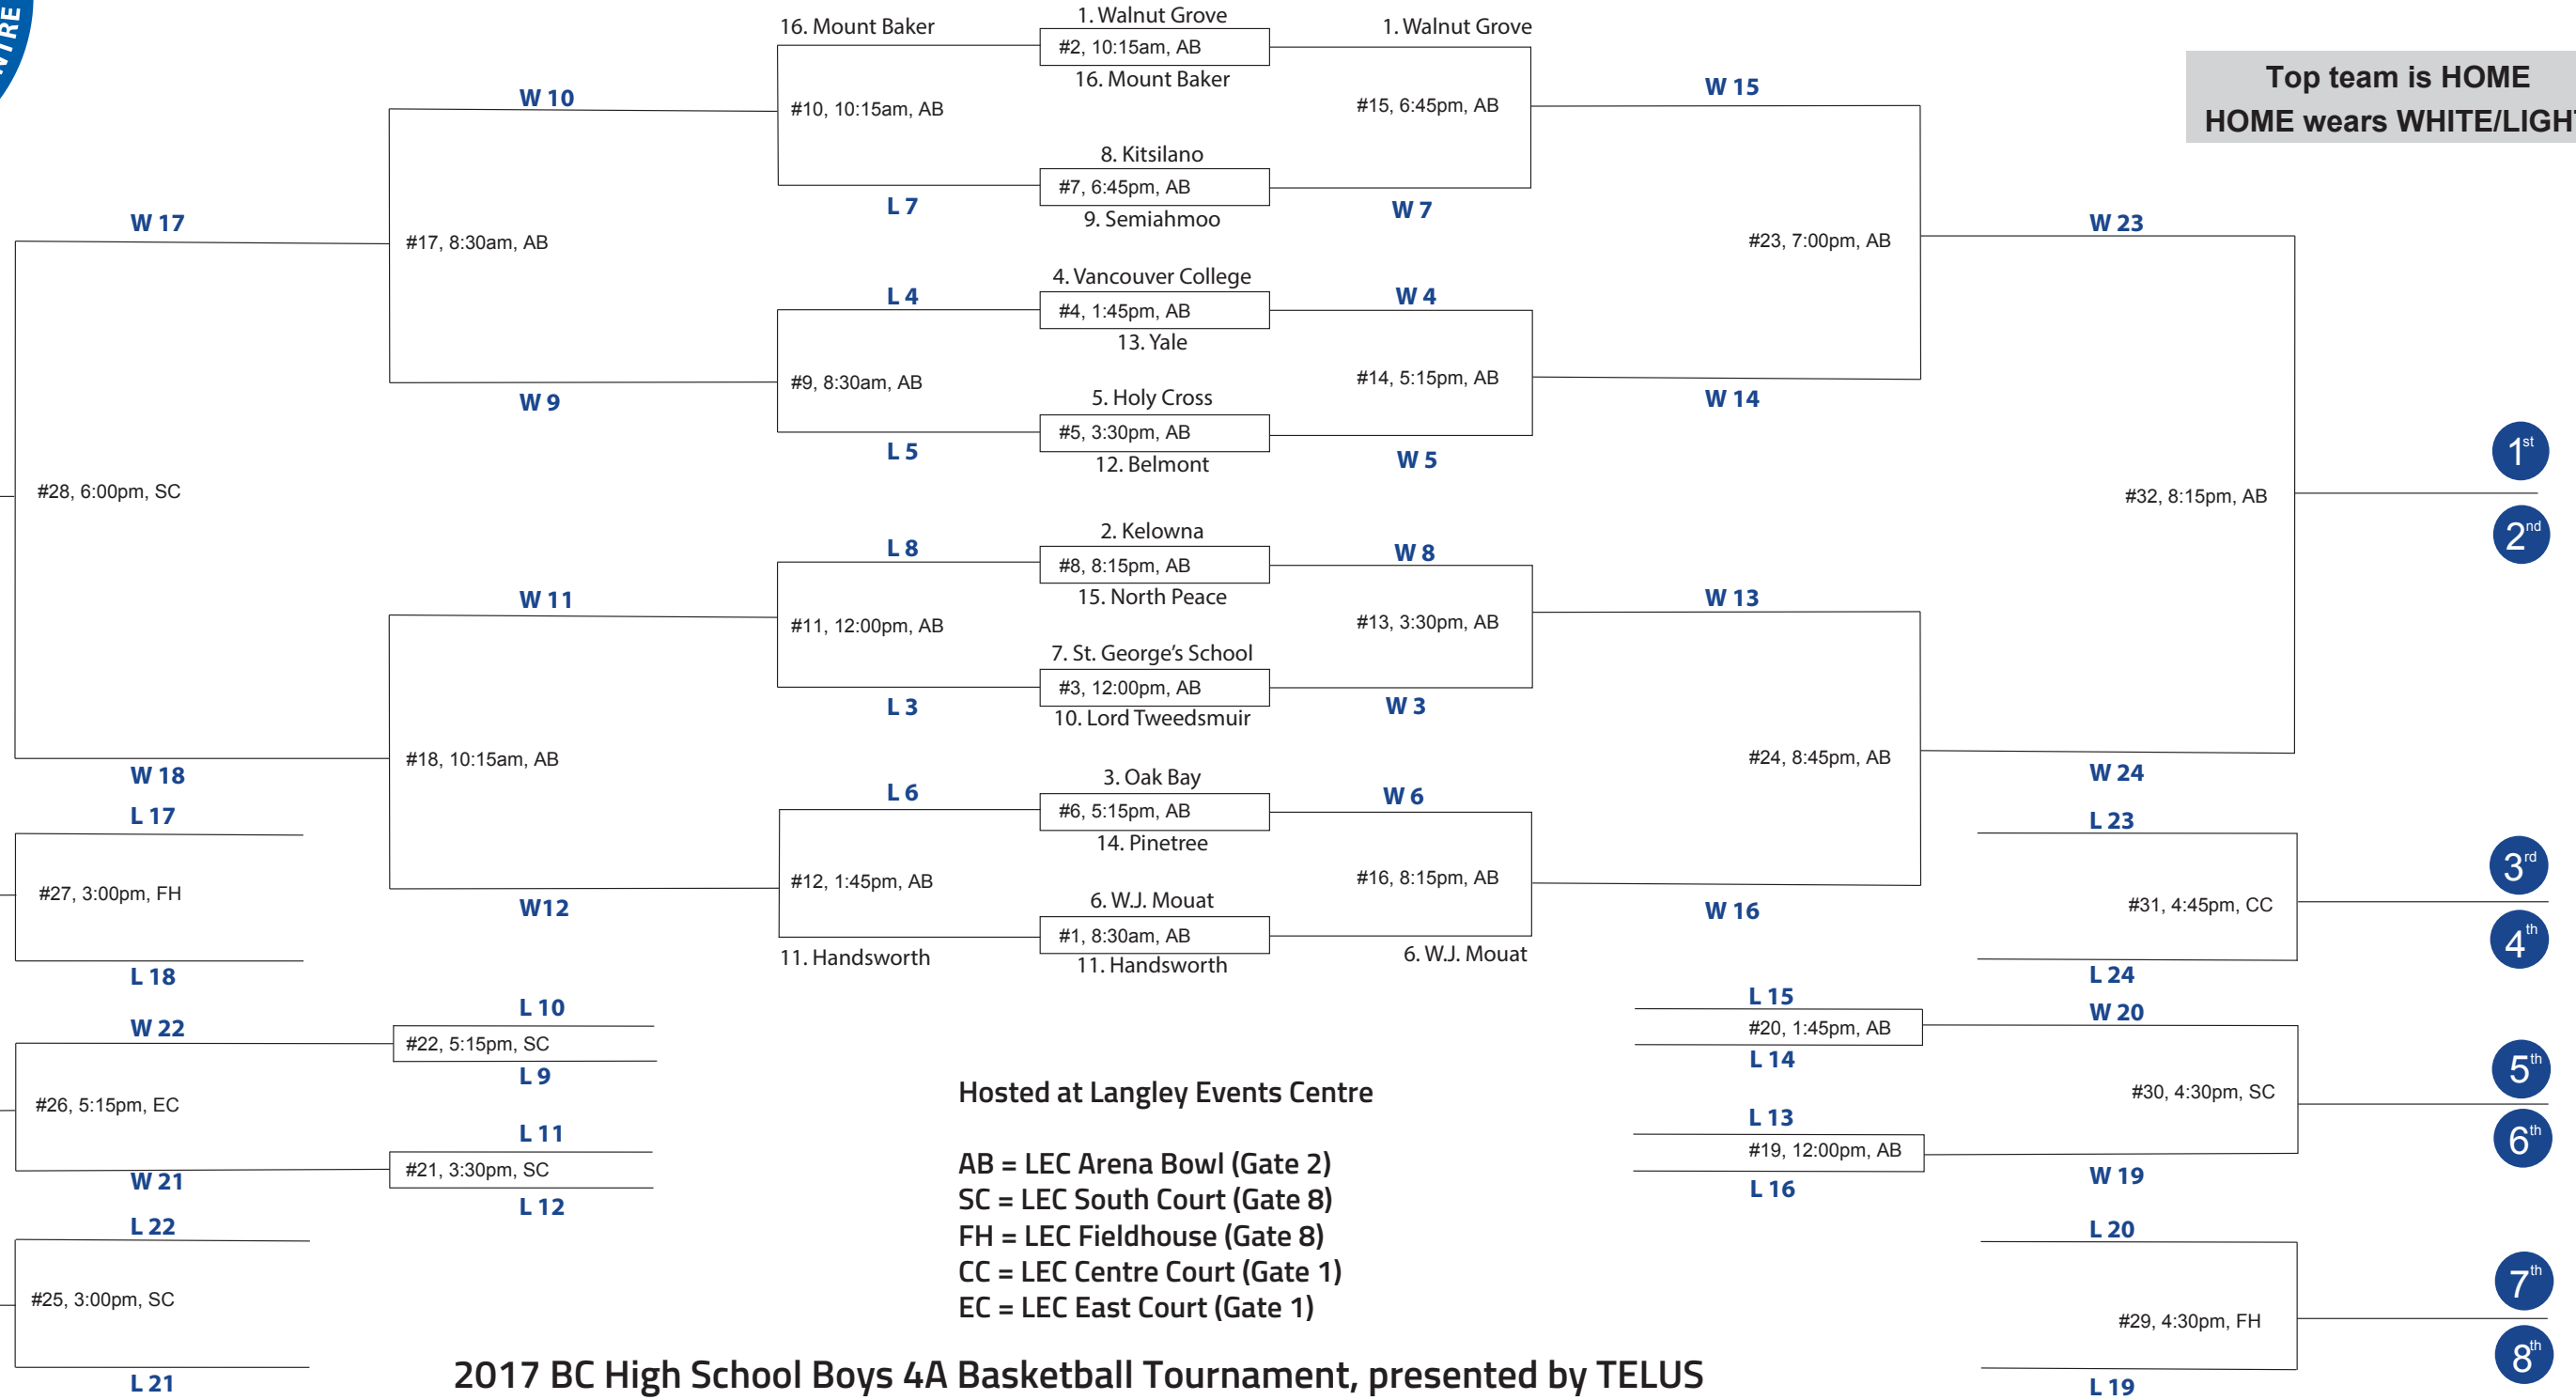 NTRE
16. Mount Baker
1. Walnut Grove
#2, 10:15am, AB
16. Mount Baker
1. Walnut Grove
Top team is HOME
HOME wears WHITE/LIGHT
W 10
#10, 10:15am, AB
#15, 6:45pm, AB
W 15
8. Kitsilano
#7, 6:45pm, AB
9. Semiahmoo
L 7
W 7
W 17
#17, 8:30am, AB
#23, 7:00pm, AB
W 23
4. Vancouver College
L 4
#4, 1:45pm, AB
W 4
13. Yale
#9, 8:30am, AB
#14, 5:15pm, AB
W 9
W 14
5. Holy Cross
#5, 3:30pm, AB
12. Belmont
L 5
W 5
#28, 6:00pm, SC
#32, 8:15pm, AB
1st
2nd
2. Kelowna
L 8
#8, 8:15pm, AB
W 8
15. North Peace
W 11
W 13
#11, 12:00pm, AB
#13, 3:30pm, AB
7. St. George’s School
#3, 12:00pm, AB
10. Lord Tweedsmuir
L 3
W 3
#18, 10:15am, AB
#24, 8:45pm, AB
W 18
W 24
3. Oak Bay
L 6
#6, 5:15pm, AB
W 6
14. Pinetree
L 17
#27, 3:00pm, FH
L 18
#12, 1:45pm, AB
#16, 8:15pm, AB
W12
W 16
6. W.J. Mouat
#1, 8:30am, AB
11. Handsworth
11. Handsworth
6. W.J. Mouat
L 23
#31, 4:45pm, CC
L 24
3rd
4th
L 10
W 22
#22, 5:15pm, SC
L 9
#26, 5:15pm, EC
L 11
#21, 3:30pm, SC
W 21
L 12
L 22
#25, 3:00pm, SC
L 21
L 15
#20, 1:45pm, AB
L 14
W 20
#30, 4:30pm, SC
L 13
#19, 12:00pm, AB
L 16
W 19
5th
6th
L 20
#29, 4:30pm, FH
L 19
7th
8th
Hosted at Langley Events Centre
AB = LEC Arena Bowl (Gate 2)
SC = LEC South Court (Gate 8)
FH = LEC Fieldhouse (Gate 8)
CC = LEC Centre Court (Gate 1)
EC = LEC East Court (Gate 1)
2017 BC High School Boys 4A Basketball Tournament, presented by TELUS